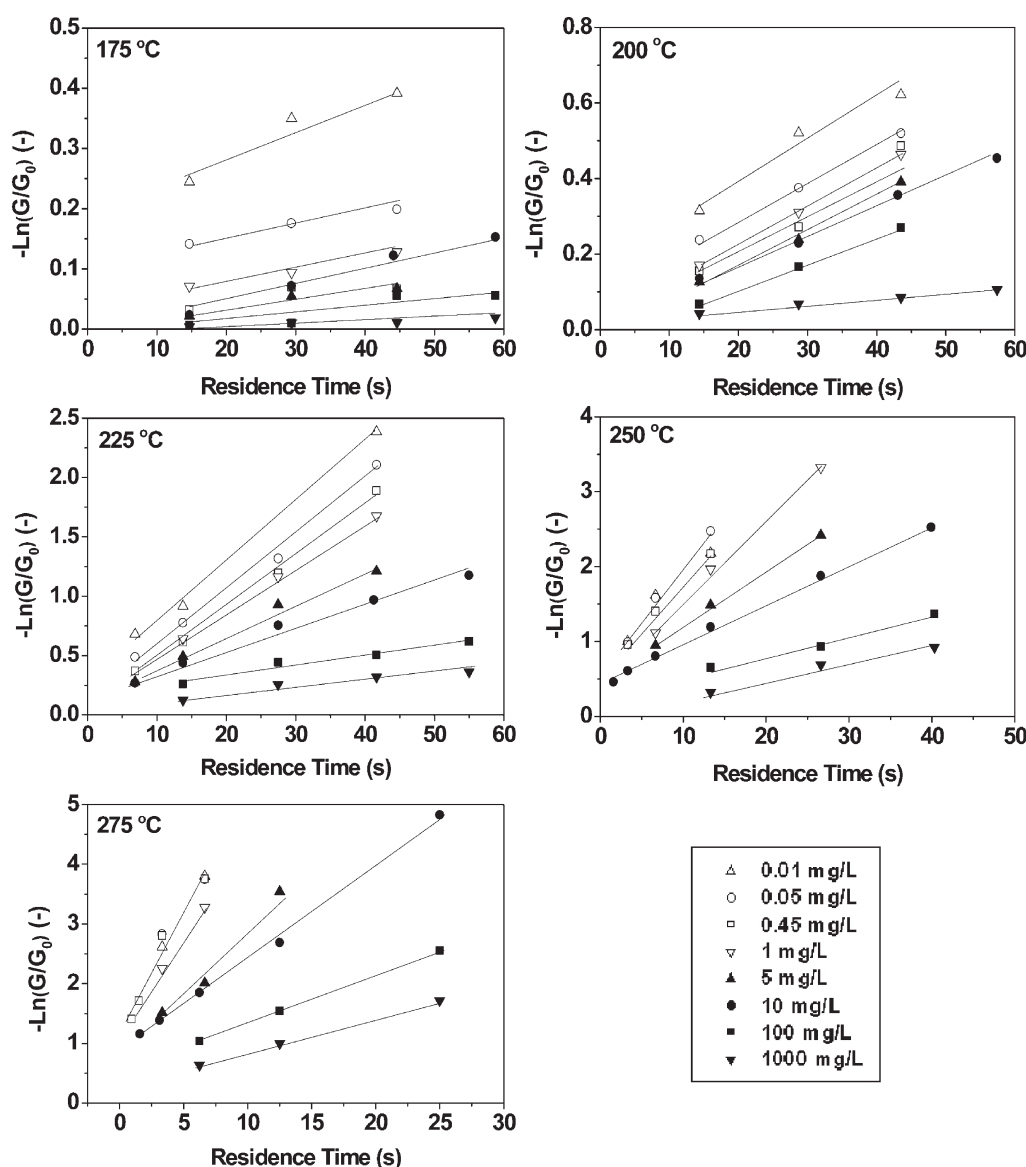 175 °C
-Ln(G/G₀) (-)
0.5
0.4
0.3
0.2
0.1
0.0
0 10 20 30 40 50 60
Residence Time (s)
200 °C
-Ln(G/G₀) (-)
0.8
0.6
0.4
0.2
0.0
0 10 20 30 40 50 60
Residence Time (s)
225 °C
-Ln(G/G₀) (-)
2.5
2.0
1.5
1.0
0.5
0.0
0 10 20 30 40 50 60
Residence Time (s)
250 °C
-Ln(G/G₀) (-)
4
3
2
1
0
0 10 20 30 40 50
Residence Time (s)
275 °C
-Ln(G/G₀) (-)
5
4
3
2
1
0
0 5 10 15 20 25 30
Residence Time (s)
0.01 mg/L
0.05 mg/L
0.45 mg/L
1 mg/L
5 mg/L
10 mg/L
100 mg/L
1000 mg/L